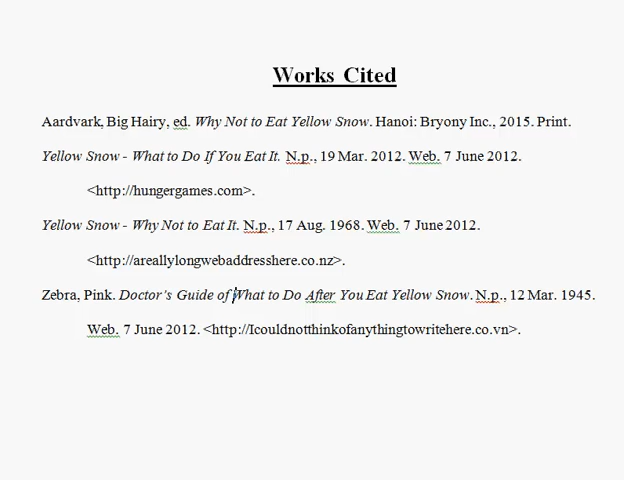 Works Cited
Aardvark, Big Hairy, ed. Why Not to Eat Yellow Snow. Hanoi: Bryony Inc., 2015. Print.
Yellow Snow - What to Do If You Eat It. N.p., 19 Mar. 2012. Web. 7 June 2012.
<http://hungergames.com>.
Yellow Snow - Why Not to Eat It. N.p., 17 Aug. 1968. Web. 7 June 2012.
<http://areallylongwebaddresshere.co.nz>.
Zebra, Pink. Doctor's Guide of What to Do After You Eat Yellow Snow. N.p., 12 Mar. 1945.
Web. 7 June 2012. <http://Icouldnotthinkofanythingtowritehere.co.vn>.